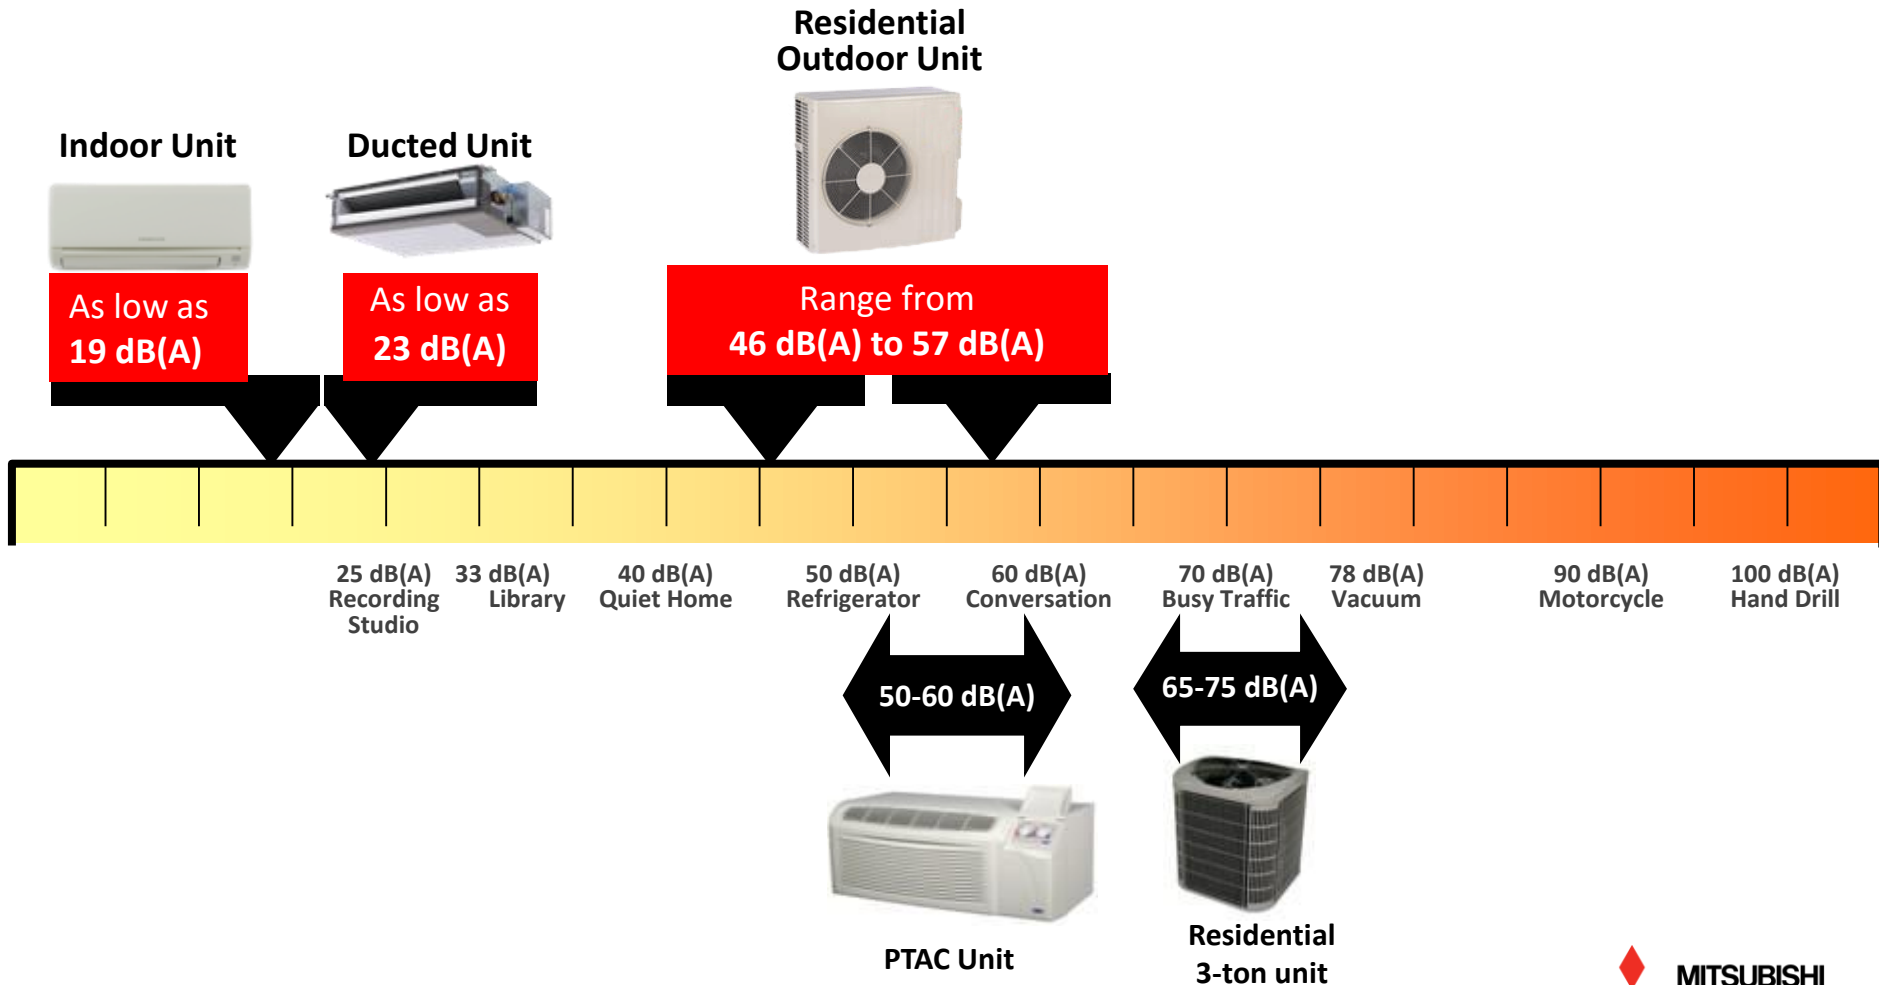 Residential
Outdoor Unit
Indoor Unit
Ducted Unit
As low as
19 dB(A)
As low as
23 dB(A)
Range from
46 dB(A) to 57 dB(A)
25 dB(A)
Recording
Studio
33 dB(A)
Library
40 dB(A)
Quiet Home
50 dB(A)
Refrigerator
60 dB(A)
Conversation
70 dB(A)
Busy Traffic
78 dB(A)
Vacuum
90 dB(A)
Motorcycle
100 dB(A)
Hand Drill
50-60 dB(A)
65-75 dB(A)
PTAC Unit
Residential
3-ton unit
MITSUBISHI